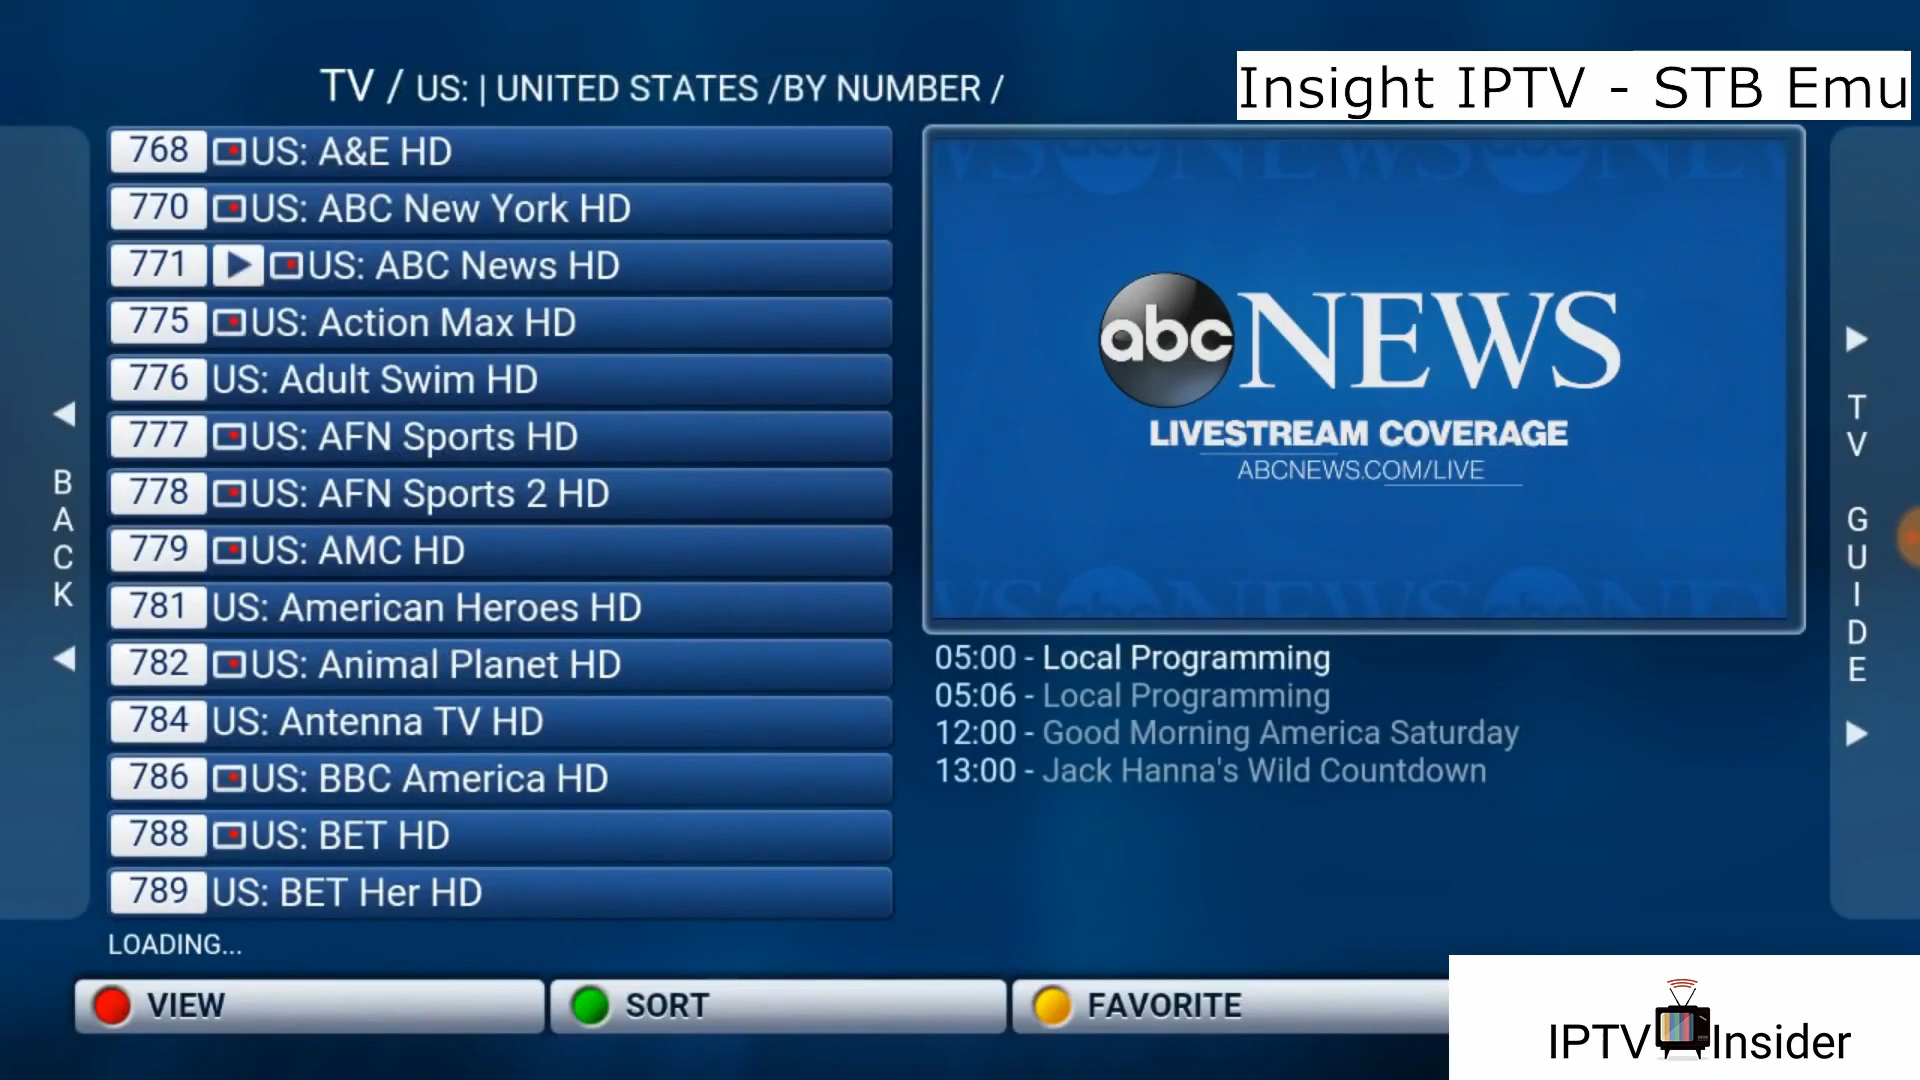 TV / US: | UNITED STATES /BY NUMBER /
Insight IPTV - STB Emu
768 US: A&E HD
770 US: ABC New York HD
771 US: ABC News HD
775 US: Action Max HD
776 US: Adult Swim HD
777 US: AFN Sports HD
778 US: AFN Sports 2 HD
779 US: AMC HD
781 US: American Heroes HD
782 US: Animal Planet HD
784 US: Antenna TV HD
786 US: BBC America HD
788 US: BET HD
789 US: BET Her HD
LOADING...
BACK
abc NEWS
LIVESTREAM COVERAGE
ABCNEWS.COM/LIVE
05:00 - Local Programming
05:06 - Local Programming
12:00 - Good Morning America Saturday
13:00 - Jack Hanna's Wild Countdown
TV GUIDE
VIEW
SORT
FAVORITE
IPTV Insider